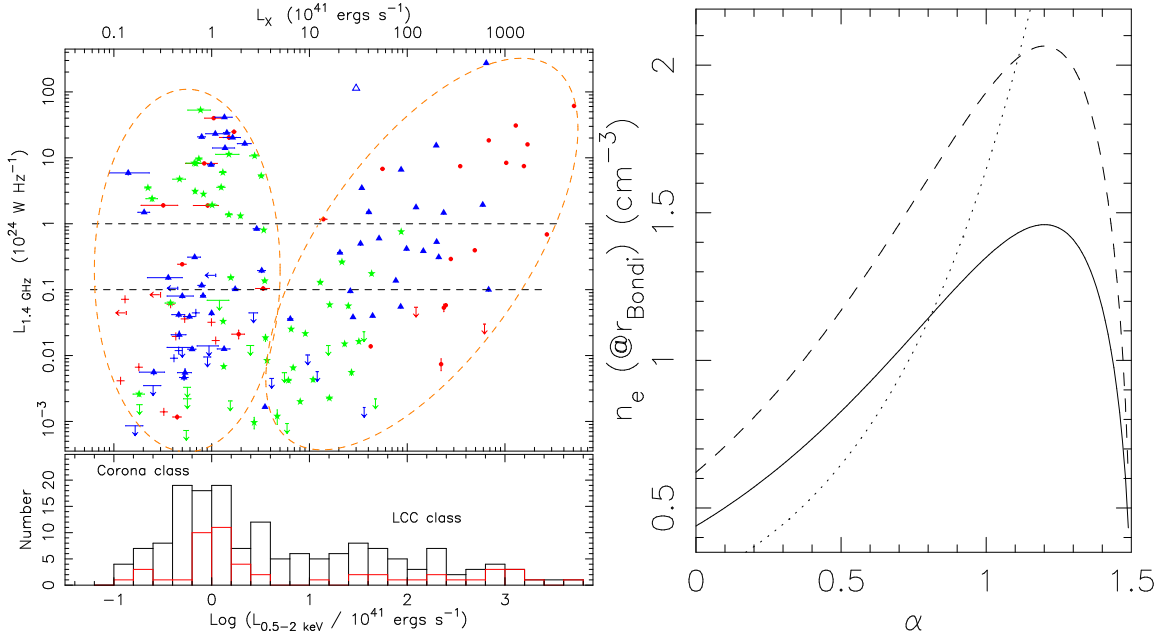 L_X (10^41 ergs s^-1)
0.1 1 10 100 1000
L_1.4 GHz (10^24 W Hz^-1)
100
10
1
0.1
0.01
10^-3
Corona class
LCC class
Number
20
15
10
5
0
-1 0 1 2 3
Log (L_0.5-2 keV / 10^41 ergs s^-1)
n_e (@r_Bondi) (cm^-3)
2
1.5
1
0.5
0 0.5 1 1.5
α